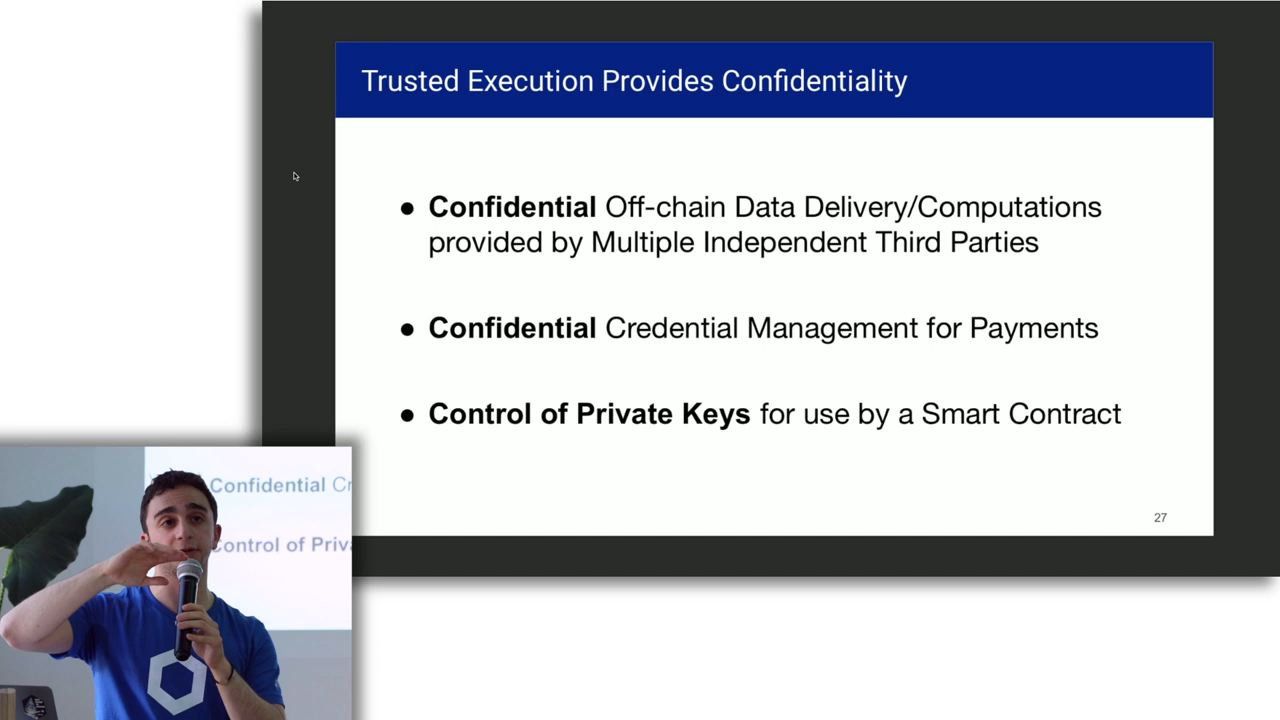 Trusted Execution Provides Confidentiality
● Confidential Off-chain Data Delivery/Computations
provided by Multiple Independent Third Parties
● Confidential Credential Management for Payments
● Control of Private Keys for use by a Smart Contract
27
Confidential Cr
Control of Priva